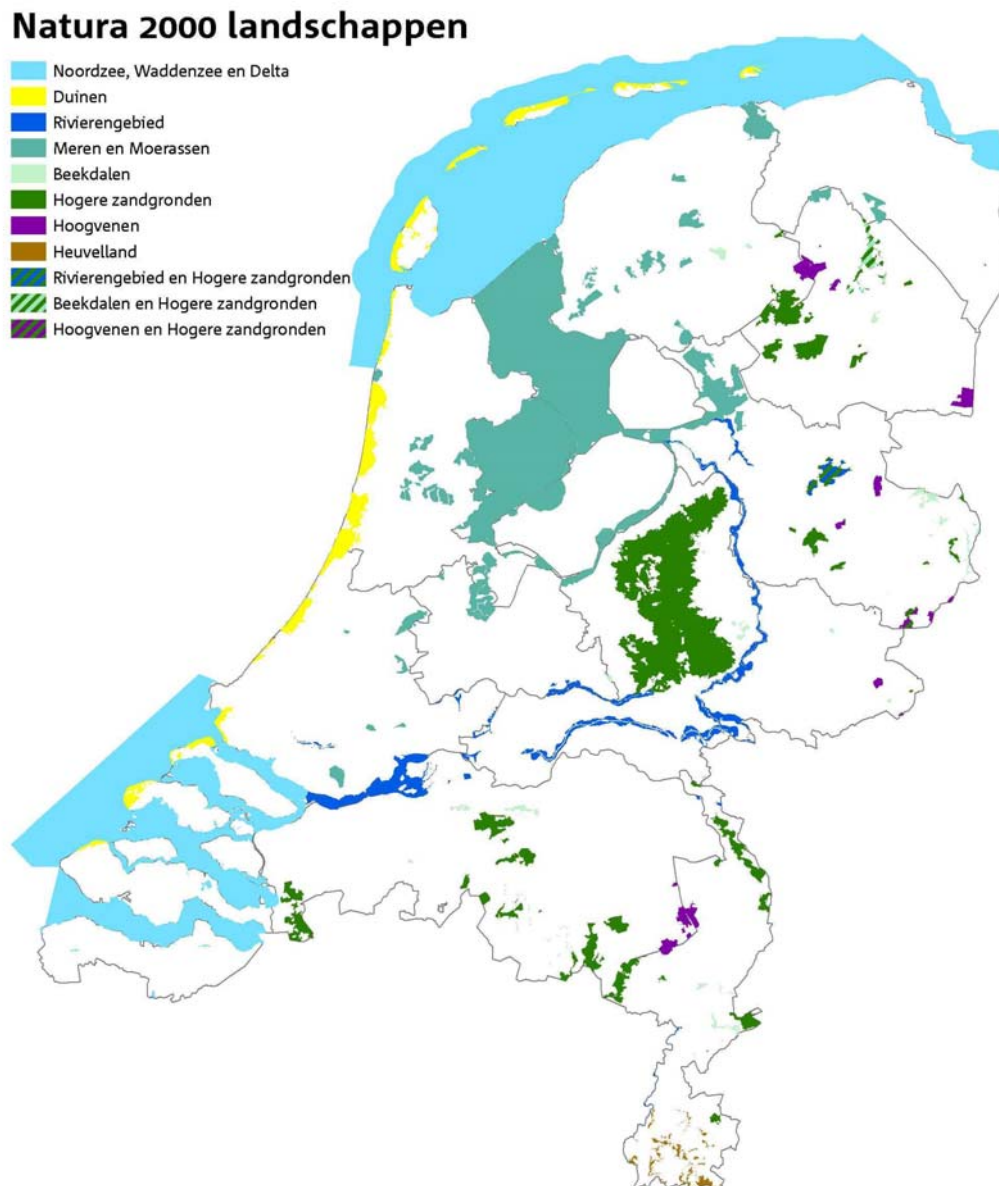 Natura 2000 landschappen
Noordzee, Waddenzee en Delta
Duinen
Rivierengebied
Meren en Moerassen
Beekdalen
Hogere zandgronden
Hoogvenen
Heuvelland
Rivierengebied en Hogere zandgronden
Beekdalen en Hogere zandgronden
Hoogvenen en Hogere zandgronden